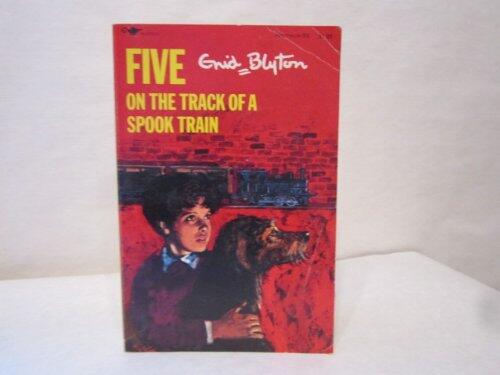 FIVE
Enid Blyton
ON THE TRACK OF A
SPOOK TRAIN